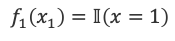 f₁(x₁) = 𝕀(x = 1)